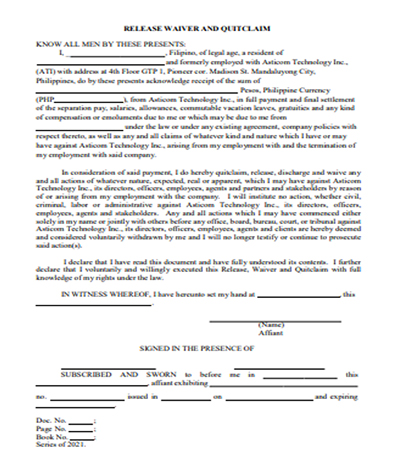 RELEASE WAIVER AND QUITCLAIM
KNOW ALL MEN BY THESE PRESENTS:
I, _____________, Filipino, of legal age, a resident of
_____________ and formerly employed with Asticom Technology Inc.,
(ATI) with address at 4th Floor GTP 1, Pioneer cor. Madison St. Mandaluyong City,
Philippines, do by these presents acknowledge receipt of the sum of
_____________ Pesos, Philippine Currency
(PHP_____________), from Asticom Technology Inc., in full payment and final settlement
of the separation pay, salaries, allowances, commutable vacation leaves, gratuities and any kind
of compensation or emoluments due to me or which may be due to me from
_____________ under the law or under any existing agreement, company policies with
respect thereto, as well as any and all claims of whatever kind and nature which I have or may
have against Asticom Technology Inc., arising from my employment with and the termination of
my employment with said company.
In consideration of said payment, I do hereby quitclaim, release, discharge and waive any
and all actions of whatever nature, expected, real or apparent, which I may have against Asticom
Technology Inc., its directors, officers, employees, agents and partners and stakeholders by reason
of or arising from my employment with the company. I will institute no action, whether civil,
criminal, labor or administrative against Asticom Technology Inc., its directors, officers,
employees, agents and stakeholders. Any and all actions which I may have commenced either
solely in my name or jointly with others before any office, board, bureau, court, or tribunal against
Asticom Technology Inc., its directors, officers, employees, agents and clients are hereby deemed
and considered voluntarily withdrawn by me and I will no longer testify or continue to prosecute
said action(s).
I declare that I have read this document and have fully understood its contents. I further
declare that I voluntarily and willingly executed this Release, Waiver and Quitclaim with full
knowledge of my rights under the law.
IN WITNESS WHEREOF, I have hereunto set my hand at _____________, this
_____________.
(Name)
Affiant
SIGNED IN THE PRESENCE OF
SUBSCRIBED AND SWORN to before me in _____________ this
_____________, affiant exhibiting _____________
no. _____________ issued in _____________ on _____________ and expiring
_____________.
Doc. No. _____;
Page No. _____;
Book No. _____;
Series of 2021.